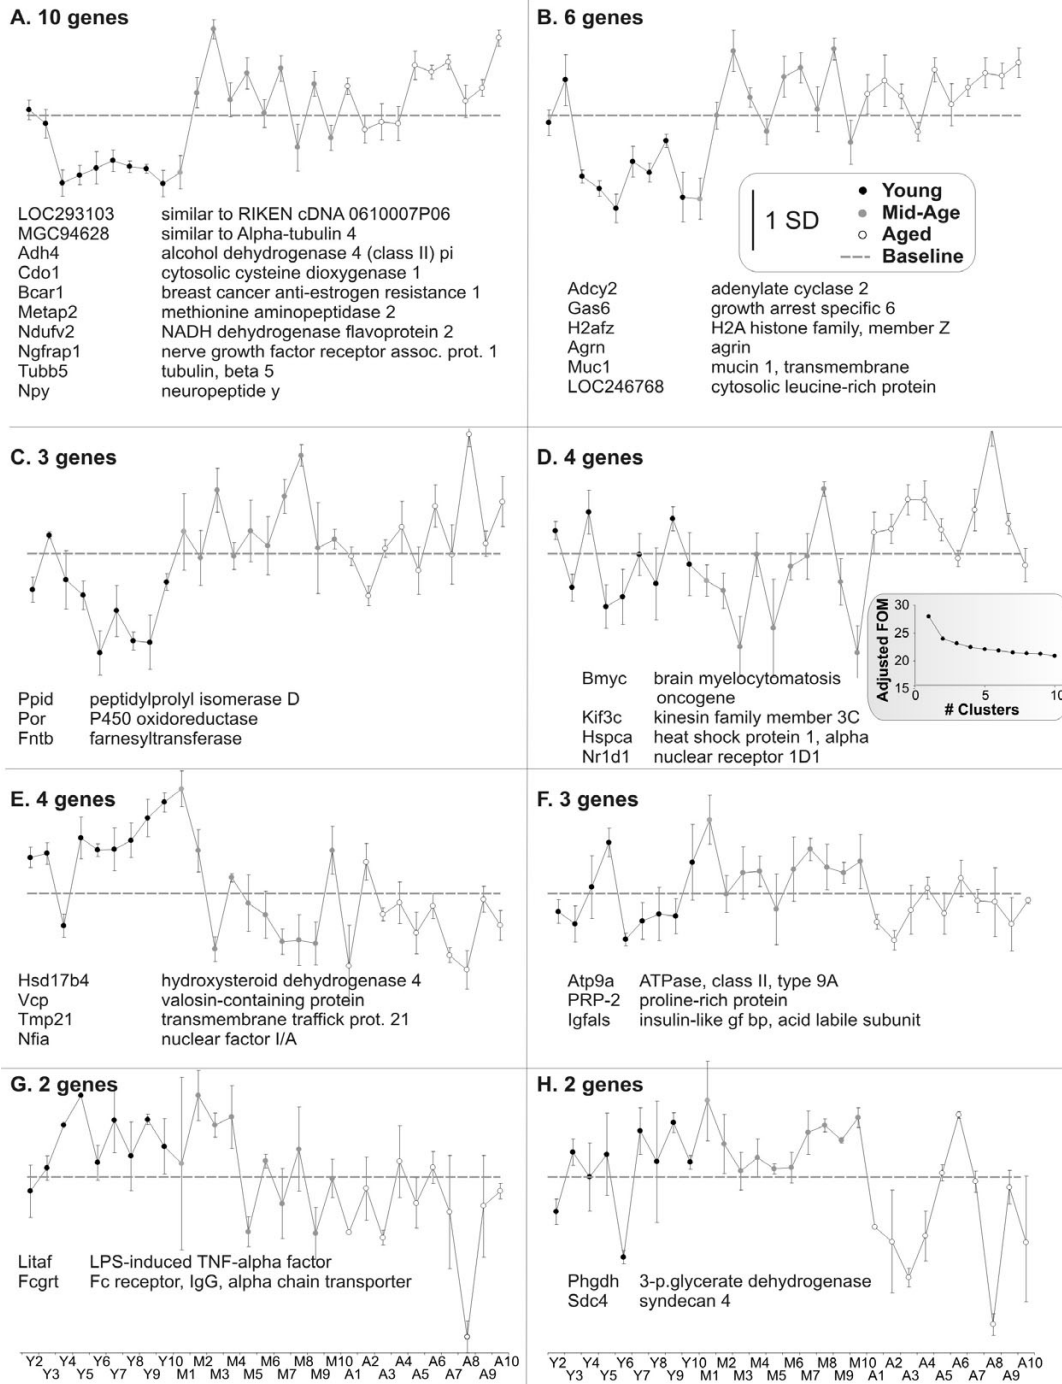 A. 10 genes
LOC293103 similar to RIKEN cDNA 0610007P06
MGC94628 similar to Alpha-tubulin 4
Adh4 alcohol dehydrogenase 4 (class II) pi
Cdo1 cytosolic cysteine dioxygenase 1
Bcar1 breast cancer anti-estrogen resistance 1
Metap2 methionine aminopeptidase 2
Ndufv2 NADH dehydrogenase flavoprotein 2
Ngfrap1 nerve growth factor receptor assoc. prot. 1
Tubb5 tubulin, beta 5
Npy neuropeptide y
B. 6 genes
1 SD
Young
Mid-Age
Aged
Baseline
Adcy2 adenylate cyclase 2
Gas6 growth arrest specific 6
H2afz H2A histone family, member Z
Agrn agrin
Muc1 mucin 1, transmembrane
LOC246768 cytosolic leucine-rich protein
C. 3 genes
Ppid peptidylprolyl isomerase D
Por P450 oxidoreductase
Fntb farnesyltransferase
D. 4 genes
Bmyc brain myelocytomatosis
oncogene
Kif3c kinesin family member 3C
Hspca heat shock protein 1, alpha
Nr1d1 nuclear receptor 1D1
Adjusted FOM
30
25
20
15
0 5 10
# Clusters
E. 4 genes
Hsd17b4 hydroxysteroid dehydrogenase 4
Vcp valosin-containing protein
Tmp21 transmembrane traffick prot. 21
Nfia nuclear factor I/A
F. 3 genes
Atp9a ATPase, class II, type 9A
PRP-2 proline-rich protein
Igfals insulin-like gf bp, acid labile subunit
G. 2 genes
Litaf LPS-induced TNF-alpha factor
Fcgrt Fc receptor, IgG, alpha chain transporter
H. 2 genes
Phgdh 3-p.glycerate dehydrogenase
Sdc4 syndecan 4
Y2 Y4 Y6 Y8 Y10 M2 M4 M6 M8 M10 A2 A4 A6 A8 A10
Y3 Y5 Y7 Y9 M1 M3 M5 M7 M9 A1 A3 A5 A7 A9
Y2 Y4 Y6 Y8 Y10 M2 M4 M6 M8 M10 A2 A4 A6 A8 A10
Y3 Y5 Y7 Y9 M1 M3 M5 M7 M9 A1 A3 A5 A7 A9